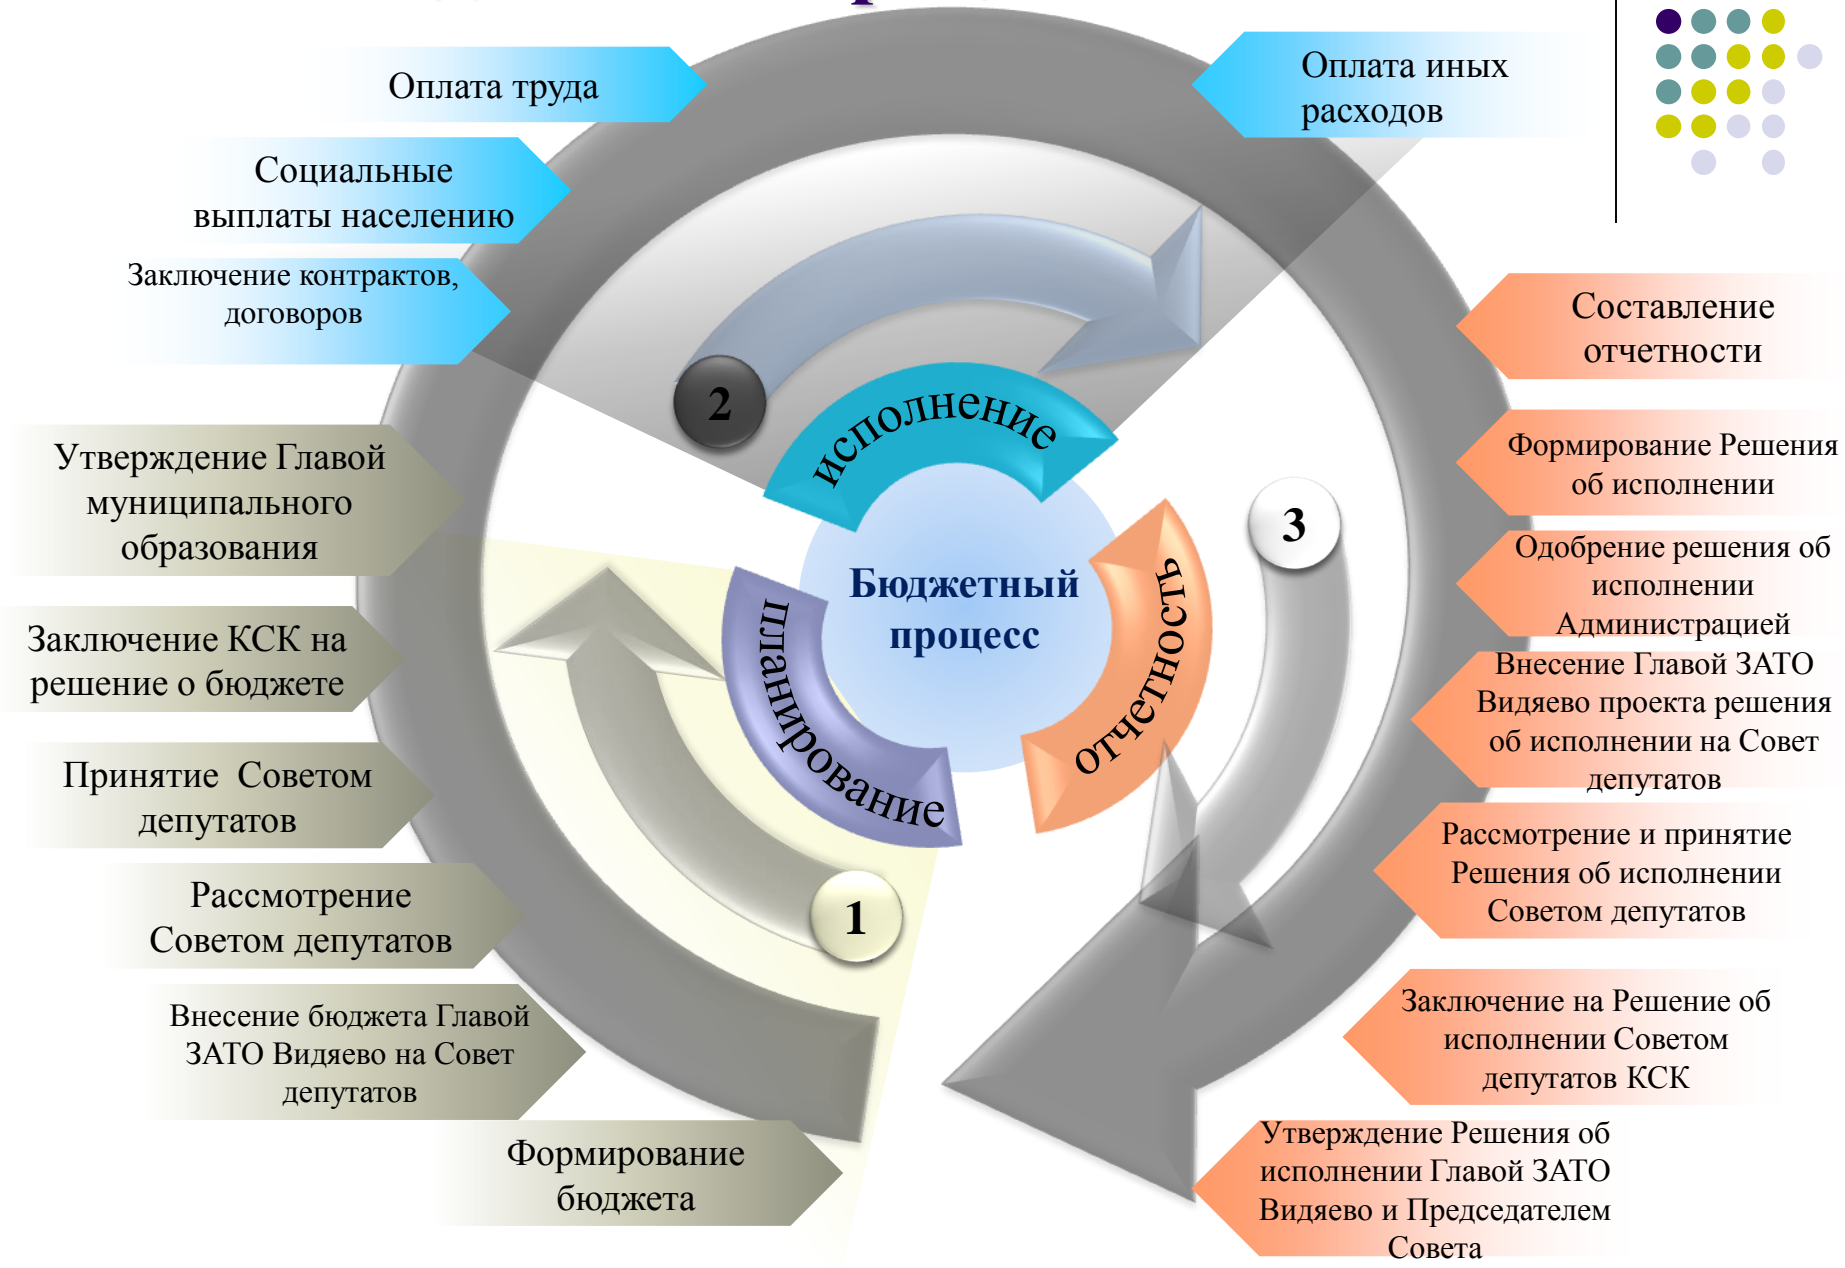 Оплата труда
Оплата иных
расходов
Социальные
выплаты населению
Заключение контрактов,
договоров
Утверждение Главой
муниципального
образования
Заключение КСК на
решение о бюджете
Принятие Советом
депутатов
Рассмотрение
Советом депутатов
Внесение бюджета Главой
ЗАТО Видяево на Совет
депутатов
Формирование
бюджета
2
исполнение
3
отчетность
Бюджетный
процесс
планирование
1
Составление
отчетности
Формирование Решения
об исполнении
Одобрение решения об
исполнении
Администрацией
Внесение Главой ЗАТО
Видяево проекта решения
об исполнении на Совет
депутатов
Рассмотрение и принятие
Решения об исполнении
Советом депутатов
Заключение на Решение об
исполнении Советом
депутатов КСК
Утверждение Решения об
исполнении Главой ЗАТО
Видяево и Председателем
Совета